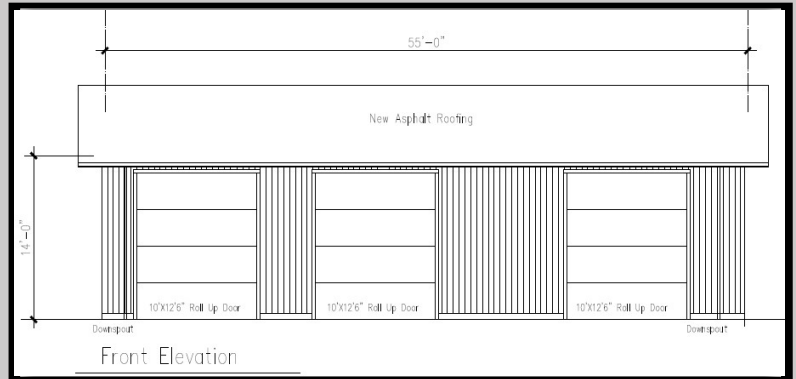 55'-0"
New Asphalt Roofing
14'-0"
10'X12'6" Roll Up Door
10'X12'6" Roll Up Door
10'X12'6" Roll Up Door
Downspout
Downspout
Front Elevation